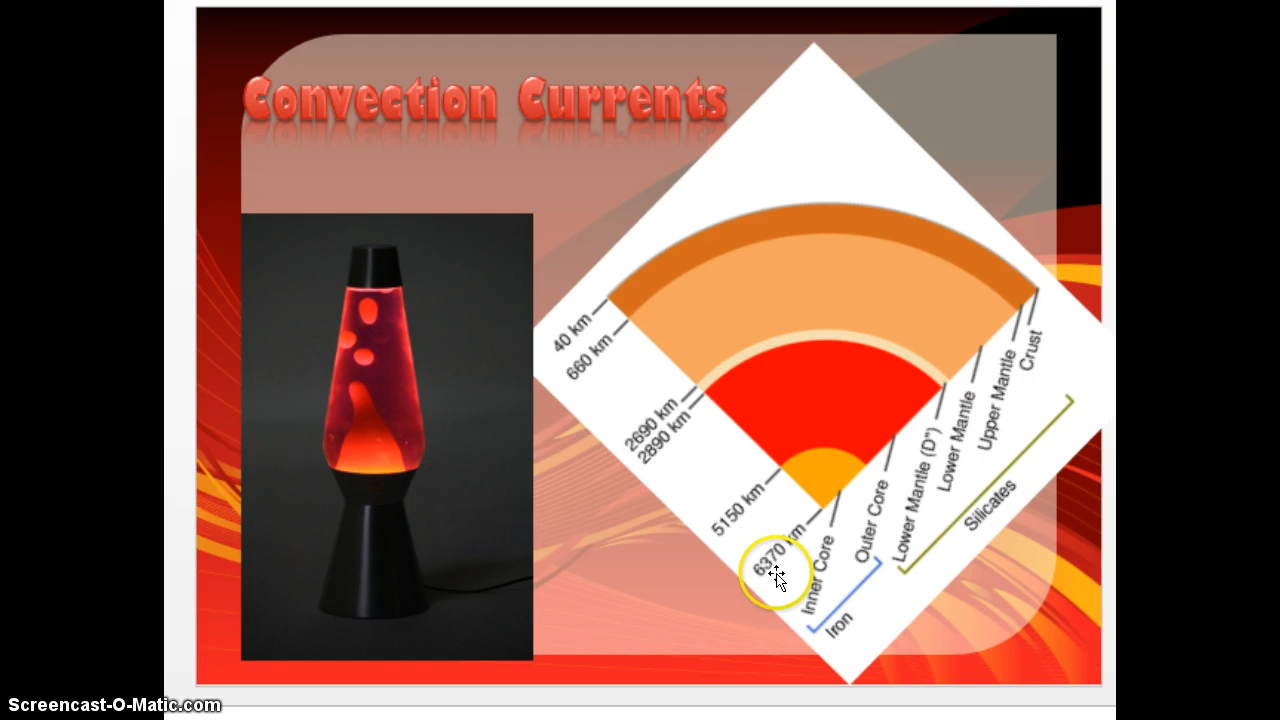 Convection Currents
40 km
660 km
2690 km
2890 km
5150 km
6370 km
Crust
Upper Mantle
Lower Mantle
Lower Mantle (D")
Outer Core
Inner Core
Silicates
Iron
Screencast-O-Matic.com